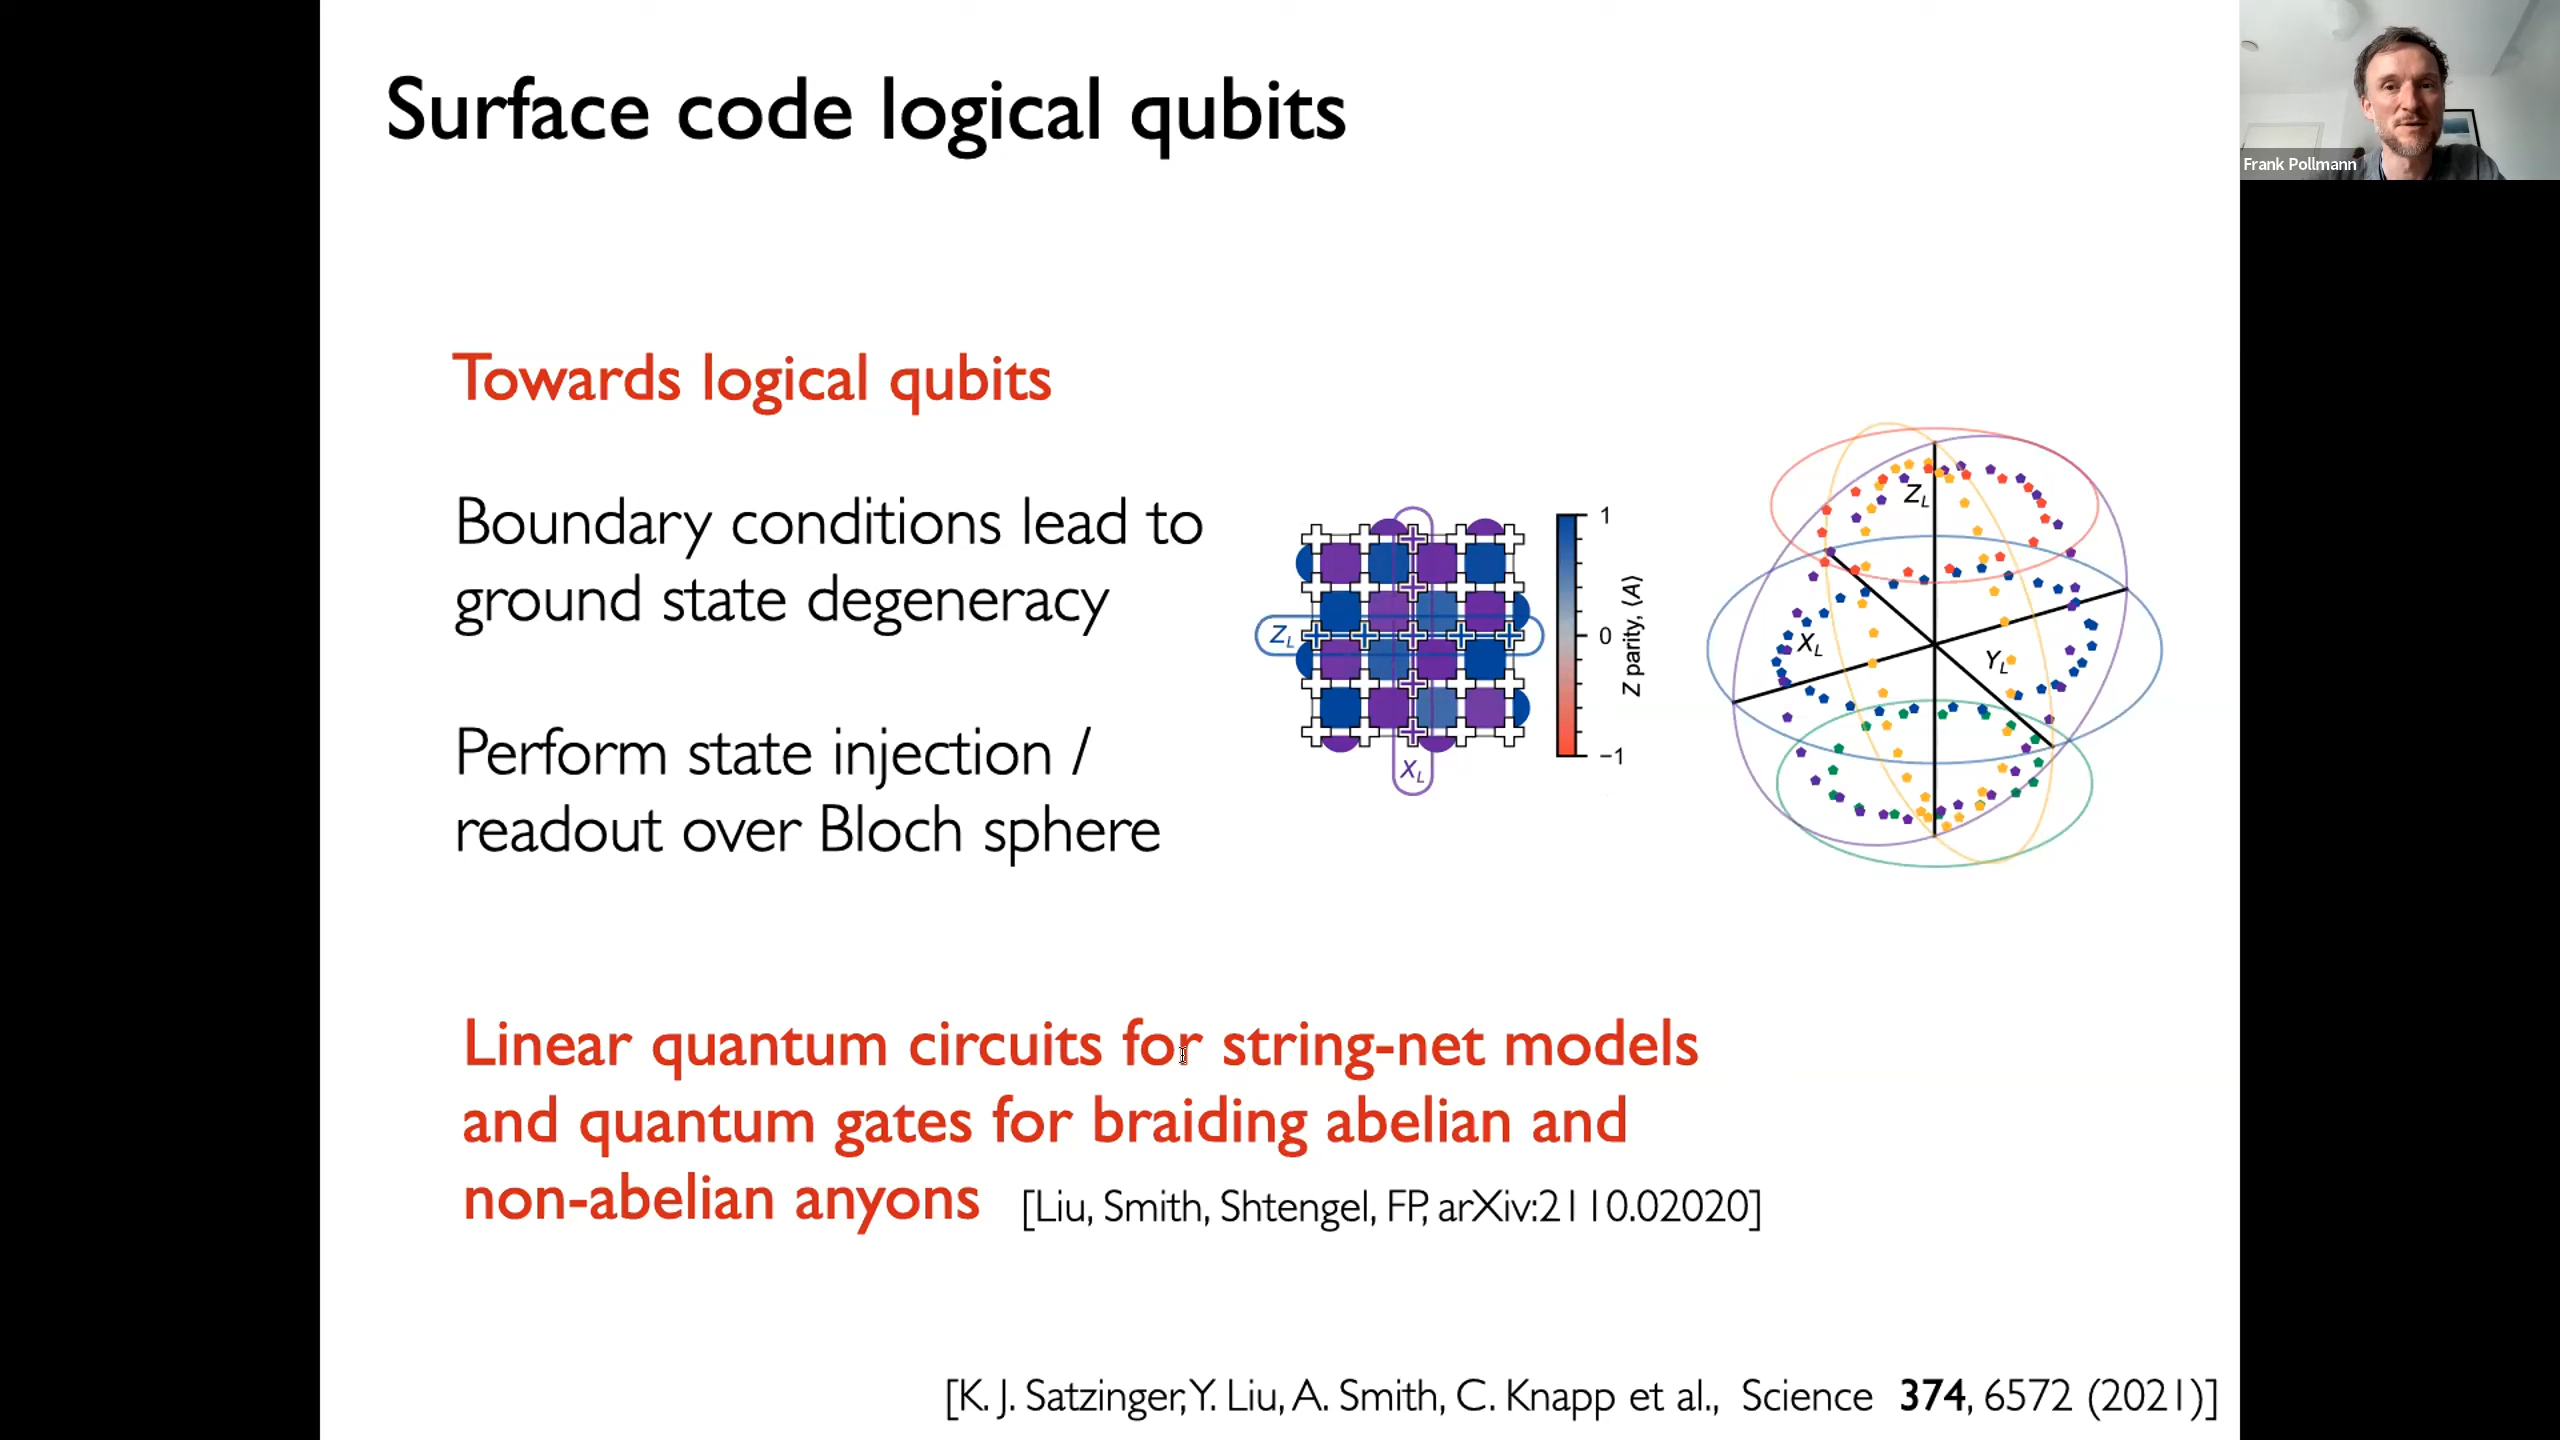 Surface code logical qubits
Frank Pollmann
Towards logical qubits
Boundary conditions lead to
ground state degeneracy
Perform state injection /
readout over Bloch sphere
Z_L
X_L
1
0
−1
Z parity, ⟨A⟩
Z_L
X_L
Y_L
Linear quantum circuits for string-net models
and quantum gates for braiding abelian and
non-abelian anyons [Liu, Smith, Shtengel, FP, arXiv:2110.02020]
[K. J. Satzinger, Y. Liu, A. Smith, C. Knapp et al., Science 374, 6572 (2021)]